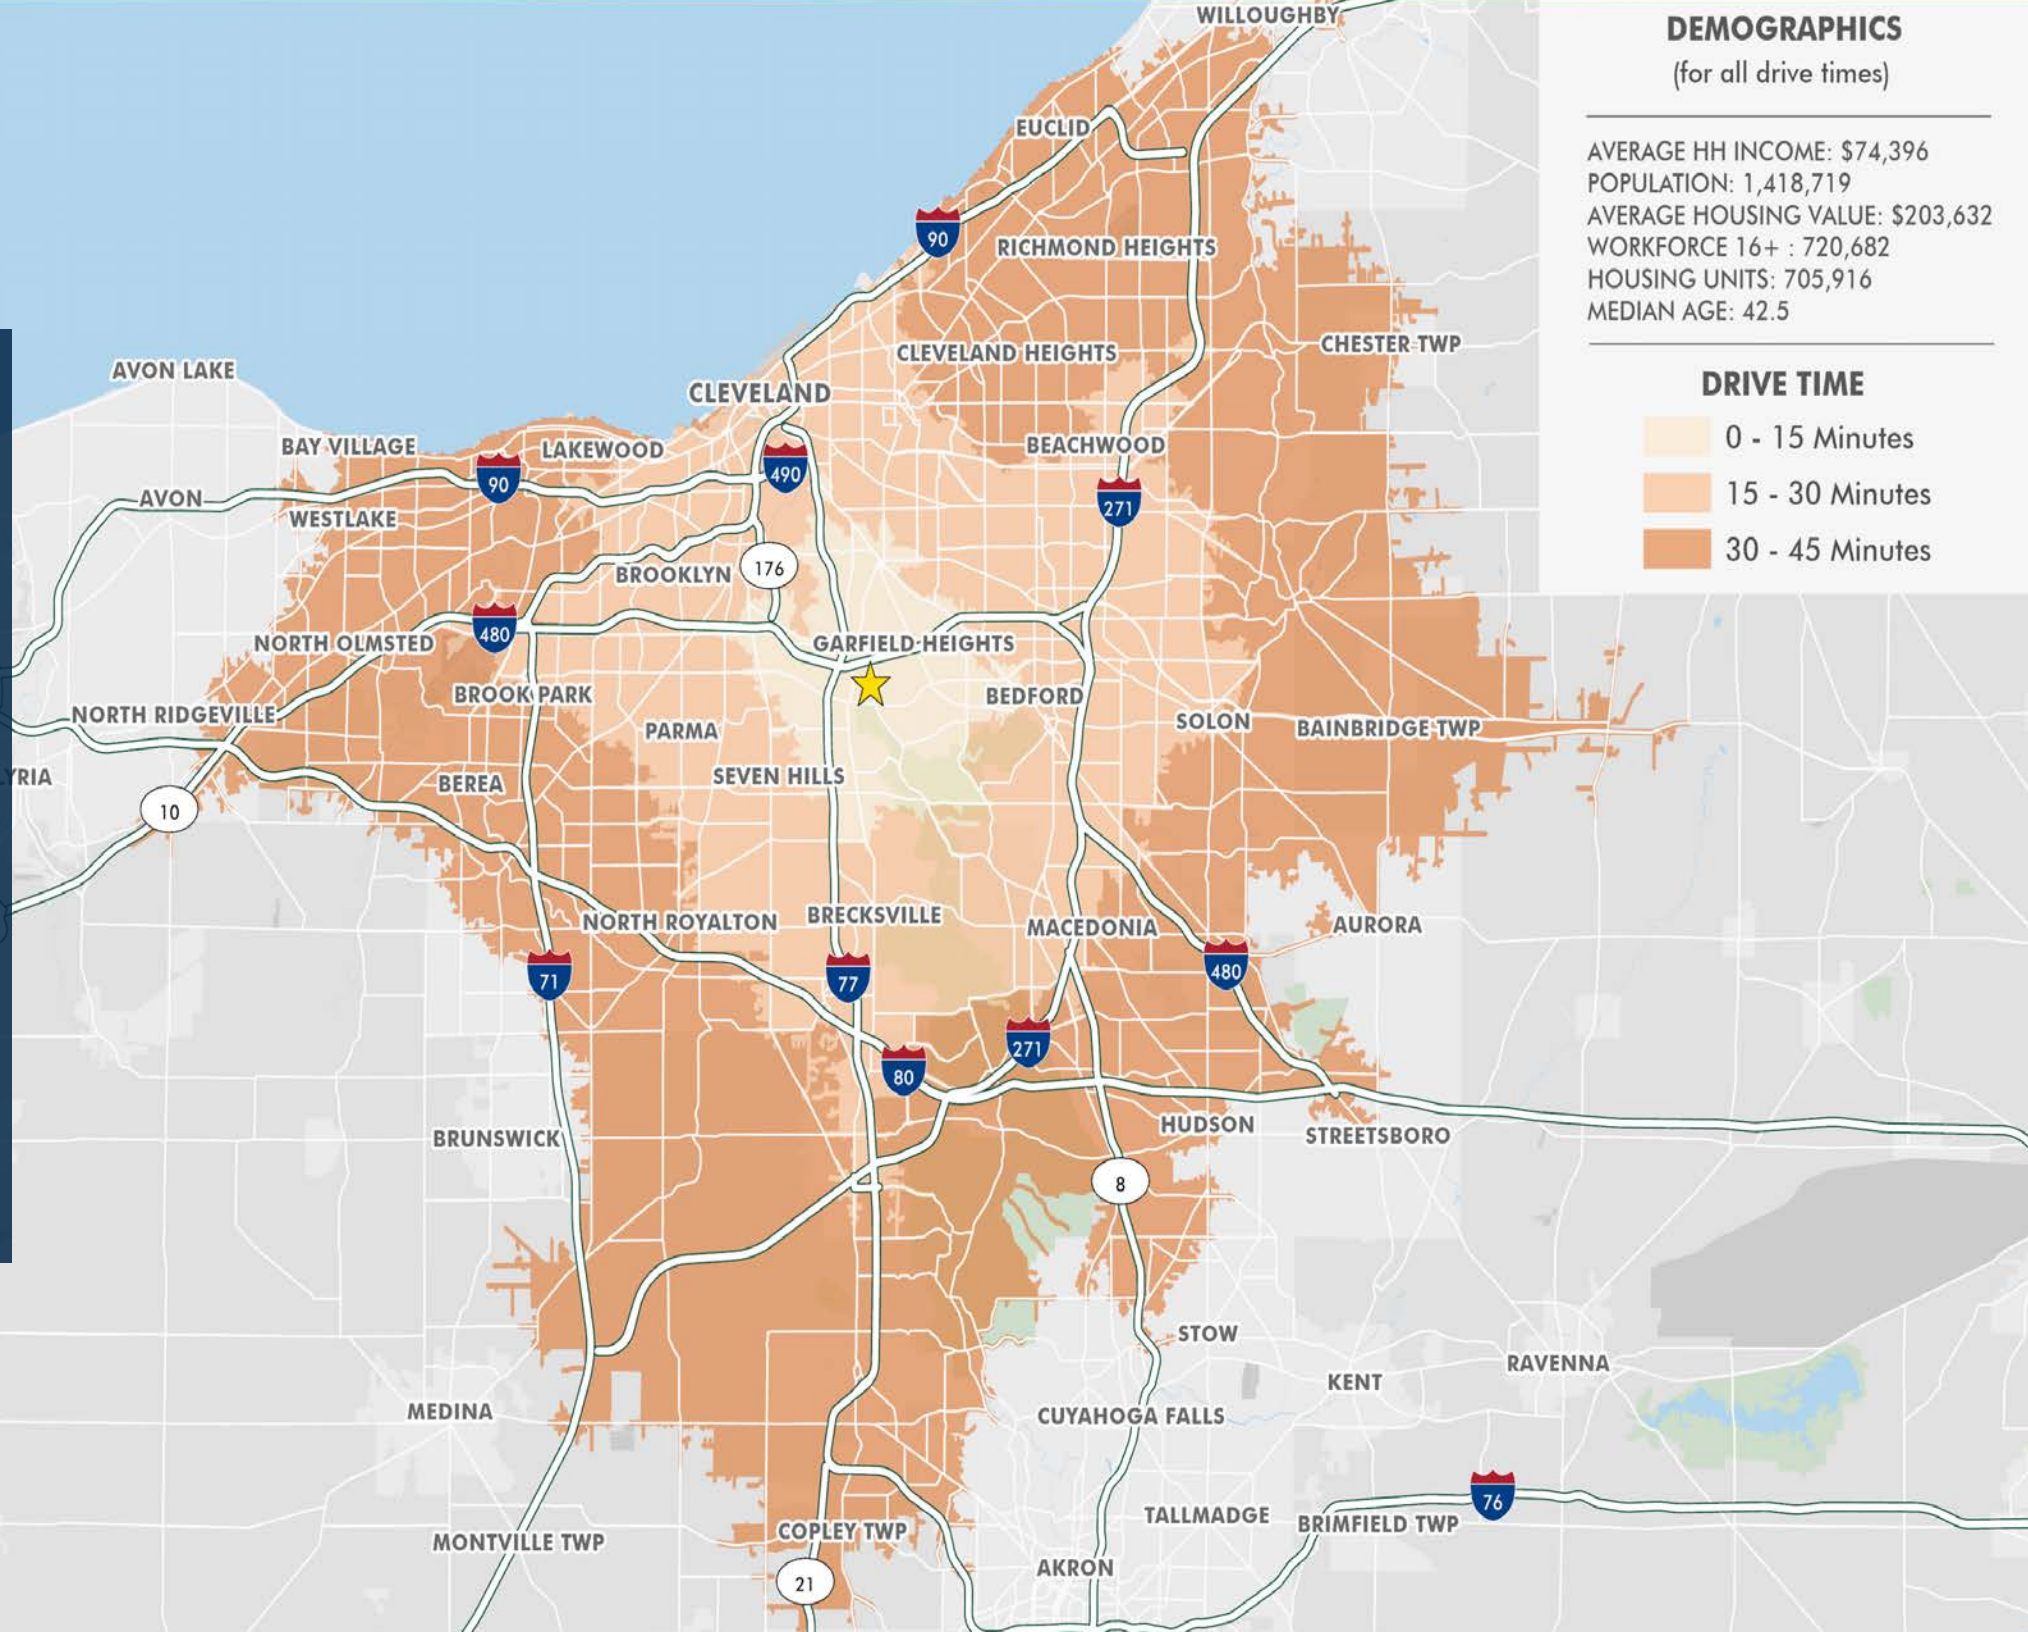 WILLOUGHBY
DEMOGRAPHICS
(for all drive times)
AVERAGE HH INCOME: $74,396
POPULATION: 1,418,719
AVERAGE HOUSING VALUE: $203,632
WORKFORCE 16+ : 720,682
HOUSING UNITS: 705,916
MEDIAN AGE: 42.5
DRIVE TIME
0 - 15 Minutes
15 - 30 Minutes
30 - 45 Minutes
EUCLID
90
RICHMOND HEIGHTS
CHESTER TWP
CLEVELAND HEIGHTS
AVON LAKE
CLEVELAND
BAY VILLAGE
LAKEWOOD
BEACHWOOD
90
490
AVON
271
WESTLAKE
BROOKLYN
176
480
NORTH OLMSTED
GARFIELD HEIGHTS
BROOK PARK
BEDFORD
NORTH RIDGEVILLE
PARMA
SOLON
BAINBRIDGE TWP
YRIA
BEREA
SEVEN HILLS
10
NORTH ROYALTON
BRECKSVILLE
MACEDONIA
AURORA
71
77
480
271
80
BRUNSWICK
HUDSON
STREETSBORO
8
STOW
RAVENNA
KENT
MEDINA
CUYAHOGA FALLS
76
TALLMADGE
BRIMFIELD TWP
COPLEY TWP
MONTVILLE TWP
AKRON
21